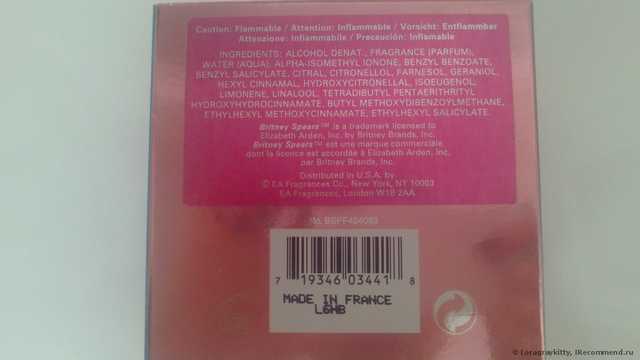 Caution: Flammable / Attention: Inflammable / Vorsicht: Entflammbar
Attenzione: Inflammabile / Precaución: Inflamable
INGREDIENTS: ALCOHOL DENAT., FRAGRANCE (PARFUM),
WATER (AQUA), ALPHA-ISOMETHYL IONONE, BENZYL BENZOATE,
BENZYL SALICYLATE, CITRAL, CITRONELLOL, FARNESOL, GERANIOL,
HEXYL CINNAMAL, HYDROXYCITRONELLAL, ISOEUGENOL,
LIMONENE, LINALOOL, TETRADIBUTYL PENTAERITHRITYL
HYDROXYHYDROCINNAMATE, BUTYL METHOXYDIBENZOYLMETHANE,
ETHYLHEXYL METHOXYCINNAMATE, ETHYLHEXYL SALICYLATE.
Britney Spears™ is a trademark licensed to
Elizabeth Arden, Inc. by Britney Brands, Inc.
Britney Spears™ est une marque commerciale
dont la licence est accordée à Elizabeth Arden, Inc.
par Britney Brands, Inc.
Distributed in U.S.A. by
© EA Fragrances Co., New York, NY 10003
EA Fragrances, London W1B 2AA
No.
7 19346 03441 8
MADE IN FRANCE
L6WB
© Loragraykitty, IRecommend.ru